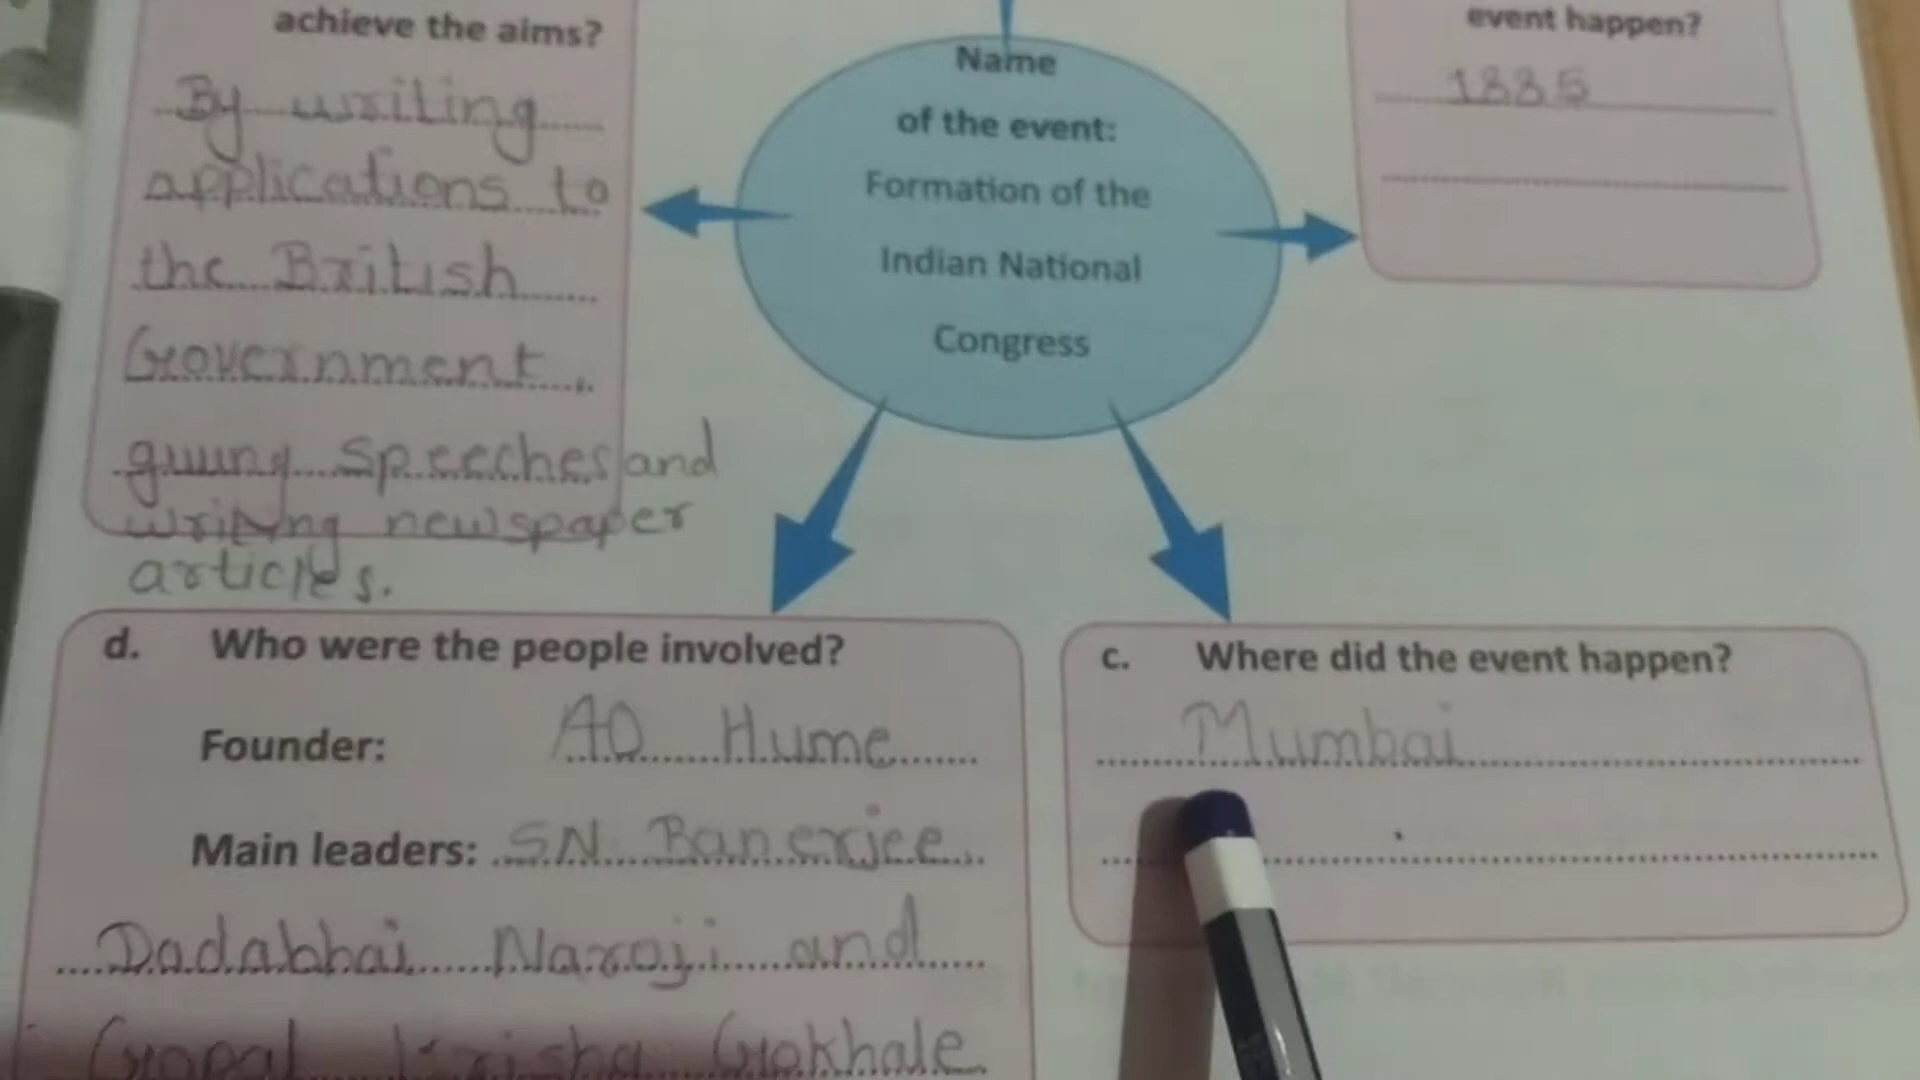 achieve the aims?
By writing
applications to
the British
Government,
giving speeches and
writing newspaper
articles.
Name
of the event:
Formation of the
Indian National
Congress
event happen?
1885
d. Who were the people involved?
Founder: AO Hume
Main leaders: SN Banerjee,
Dadabhai Naroji and
Gopal Krishna Gokhale
c. Where did the event happen?
Mumbai